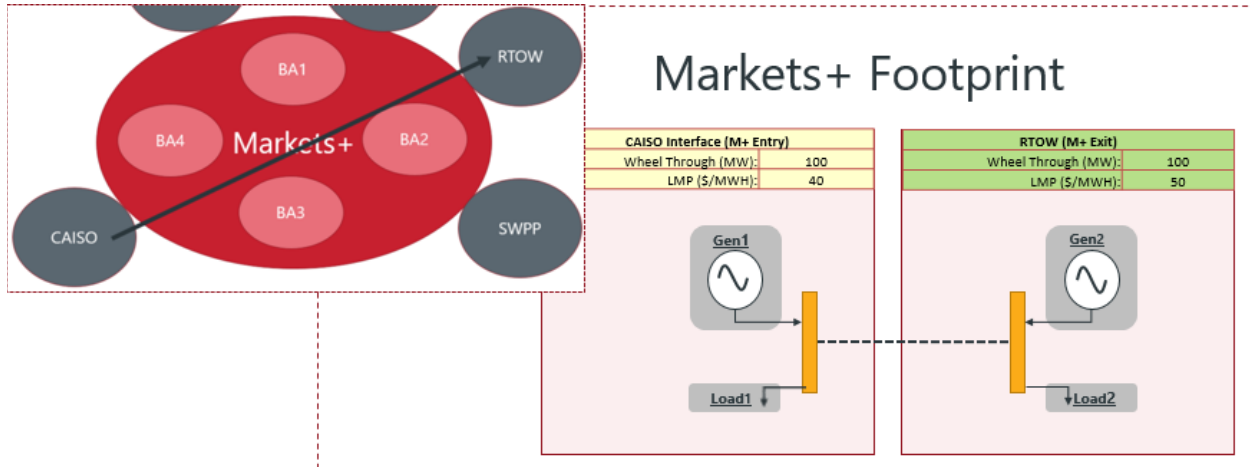 BA1
RTOW
BA4
Markets+
BA2
BA3
CAISO
SWPP
Markets+ Footprint
CAISO Interface (M+ Entry)
Wheel Through (MW): 100
LMP ($/MWH): 40
Gen1
Load1
RTOW (M+ Exit)
Wheel Through (MW): 100
LMP ($/MWH): 50
Gen2
Load2